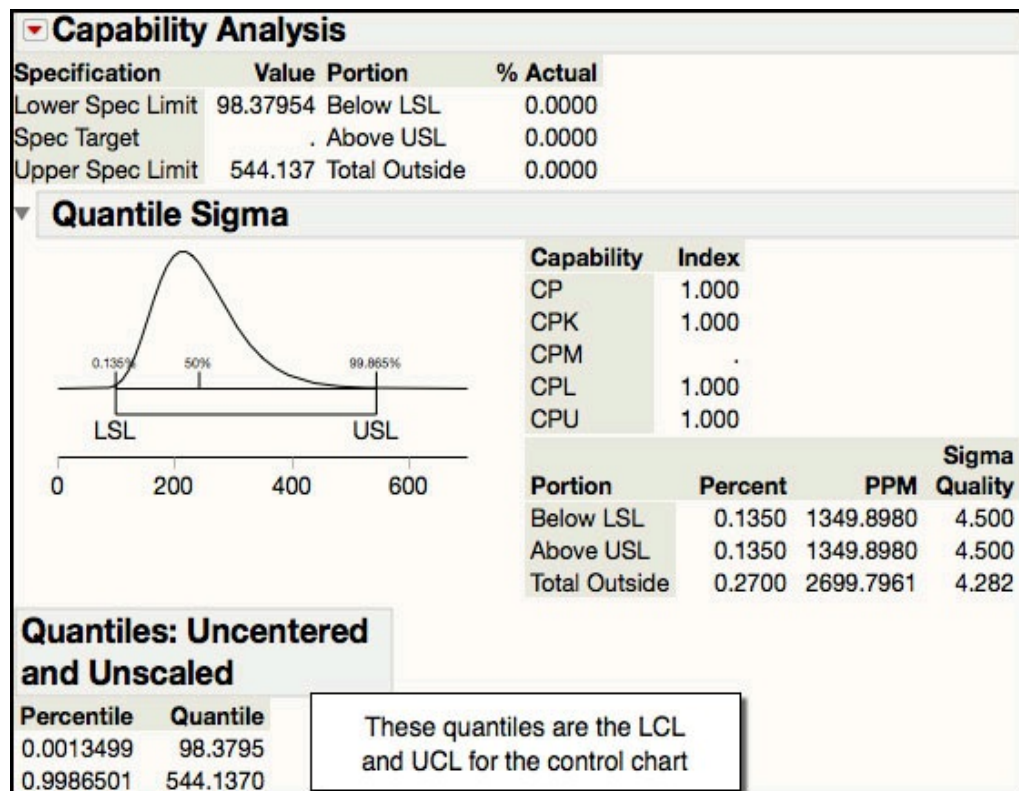 Capability Analysis
Specification Value Portion % Actual
Lower Spec Limit 98.37954 Below LSL 0.0000
Spec Target . Above USL 0.0000
Upper Spec Limit 544.137 Total Outside 0.0000
Quantile Sigma
0.135% 50% 99.865%
LSL USL
0 200 400 600
Capability Index
CP 1.000
CPK 1.000
CPM .
CPL 1.000
CPU 1.000
Sigma
Portion Percent PPM Quality
Below LSL 0.1350 1349.8980 4.500
Above USL 0.1350 1349.8980 4.500
Total Outside 0.2700 2699.7961 4.282
Quantiles: Uncentered
and Unscaled
Percentile Quantile
0.0013499 98.3795
0.9986501 544.1370
These quantiles are the LCL
and UCL for the control chart